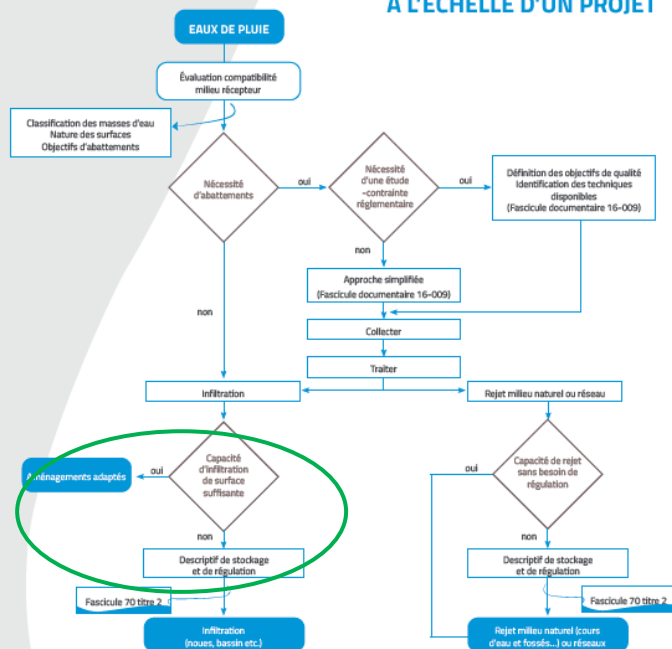 À L'ÉCHELLE D'UN PROJET
EAUX DE PLUIE
Évaluation compatibilité
milieu récepteur
Classification des masses d'eau
Nature des surfaces
Objectifs d'abattements
Nécessité
d'abattements
oui
Nécessité
d'une étude
-contrainte
réglementaire
oui
Définition des objectifs de qualité
Identification des techniques
disponibles
(Fascicule documentaire 16-009)
non
non
Approche simplifiée
(Fascicule documentaire 16-009)
Collecter
Traiter
Infiltration
Rejet milieu naturel ou réseau
Aménagements adaptés
oui
Capacité
d'infiltration
de surface
suffisante
oui
Capacité de rejet
sans besoin de
régulation
non
non
Descriptif de stockage
et de régulation
Descriptif de stockage
et de régulation
Fascicule 70 titre 2
Fascicule 70 titre 2
Infiltration
(noues, bassin etc.)
Rejet milieu naturel (cours
d'eau et fossés...) ou réseaux